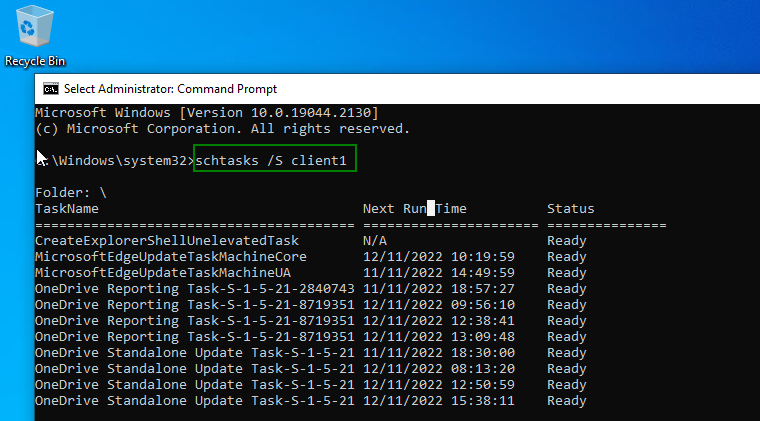 Recycle Bin
Select Administrator: Command Prompt
Microsoft Windows [Version 10.0.19044.2130]
(c) Microsoft Corporation. All rights reserved.
:\Windows\system32>schtasks /S client1
Folder: \
TaskName                                 Next Run Time          Status
======================================== ====================== ===============
CreateExplorerShellUnelevatedTask        N/A                    Ready
MicrosoftEdgeUpdateTaskMachineCore       12/11/2022 10:19:59    Ready
MicrosoftEdgeUpdateTaskMachineUA         11/11/2022 14:49:59    Ready
OneDrive Reporting Task-S-1-5-21-2840743 11/11/2022 18:57:27    Ready
OneDrive Reporting Task-S-1-5-21-8719351 12/11/2022 09:56:10    Ready
OneDrive Reporting Task-S-1-5-21-8719351 12/11/2022 12:38:41    Ready
OneDrive Reporting Task-S-1-5-21-8719351 12/11/2022 13:09:48    Ready
OneDrive Standalone Update Task-S-1-5-21 11/11/2022 18:30:00    Ready
OneDrive Standalone Update Task-S-1-5-21 12/11/2022 08:13:20    Ready
OneDrive Standalone Update Task-S-1-5-21 12/11/2022 12:50:59    Ready
OneDrive Standalone Update Task-S-1-5-21 12/11/2022 15:38:11    Ready